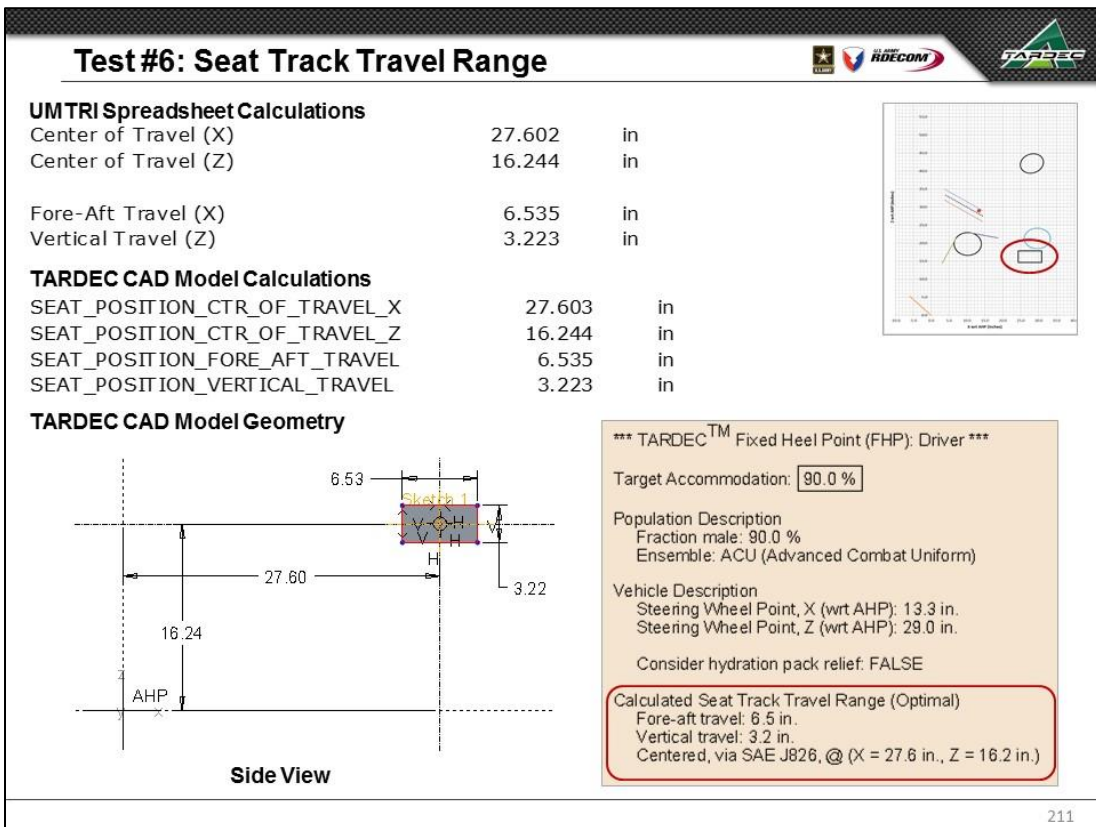 Test #6: Seat Track Travel Range
U.S. ARMY
RDECOM
TARDEC
UMTRI Spreadsheet Calculations
Center of Travel (X) 27.602 in
Center of Travel (Z) 16.244 in
Fore-Aft Travel (X) 6.535 in
Vertical Travel (Z) 3.223 in
TARDEC CAD Model Calculations
SEAT_POSITION_CTR_OF_TRAVEL_X 27.603 in
SEAT_POSITION_CTR_OF_TRAVEL_Z 16.244 in
SEAT_POSITION_FORE_AFT_TRAVEL 6.535 in
SEAT_POSITION_VERTICAL_TRAVEL 3.223 in
TARDEC CAD Model Geometry
6.53
Sketch 1
V H V
V H
H
27.60
3.22
16.24
Z
AHP
Y X
Side View
*** TARDEC™ Fixed Heel Point (FHP): Driver ***
Target Accommodation: 90.0 %
Population Description
Fraction male: 90.0 %
Ensemble: ACU (Advanced Combat Uniform)
Vehicle Description
Steering Wheel Point, X (wrt AHP): 13.3 in.
Steering Wheel Point, Z (wrt AHP): 29.0 in.
Consider hydration pack relief: FALSE
Calculated Seat Track Travel Range (Optimal)
Fore-aft travel: 6.5 in.
Vertical travel: 3.2 in.
Centered, via SAE J826, @ (X = 27.6 in., Z = 16.2 in.)
211